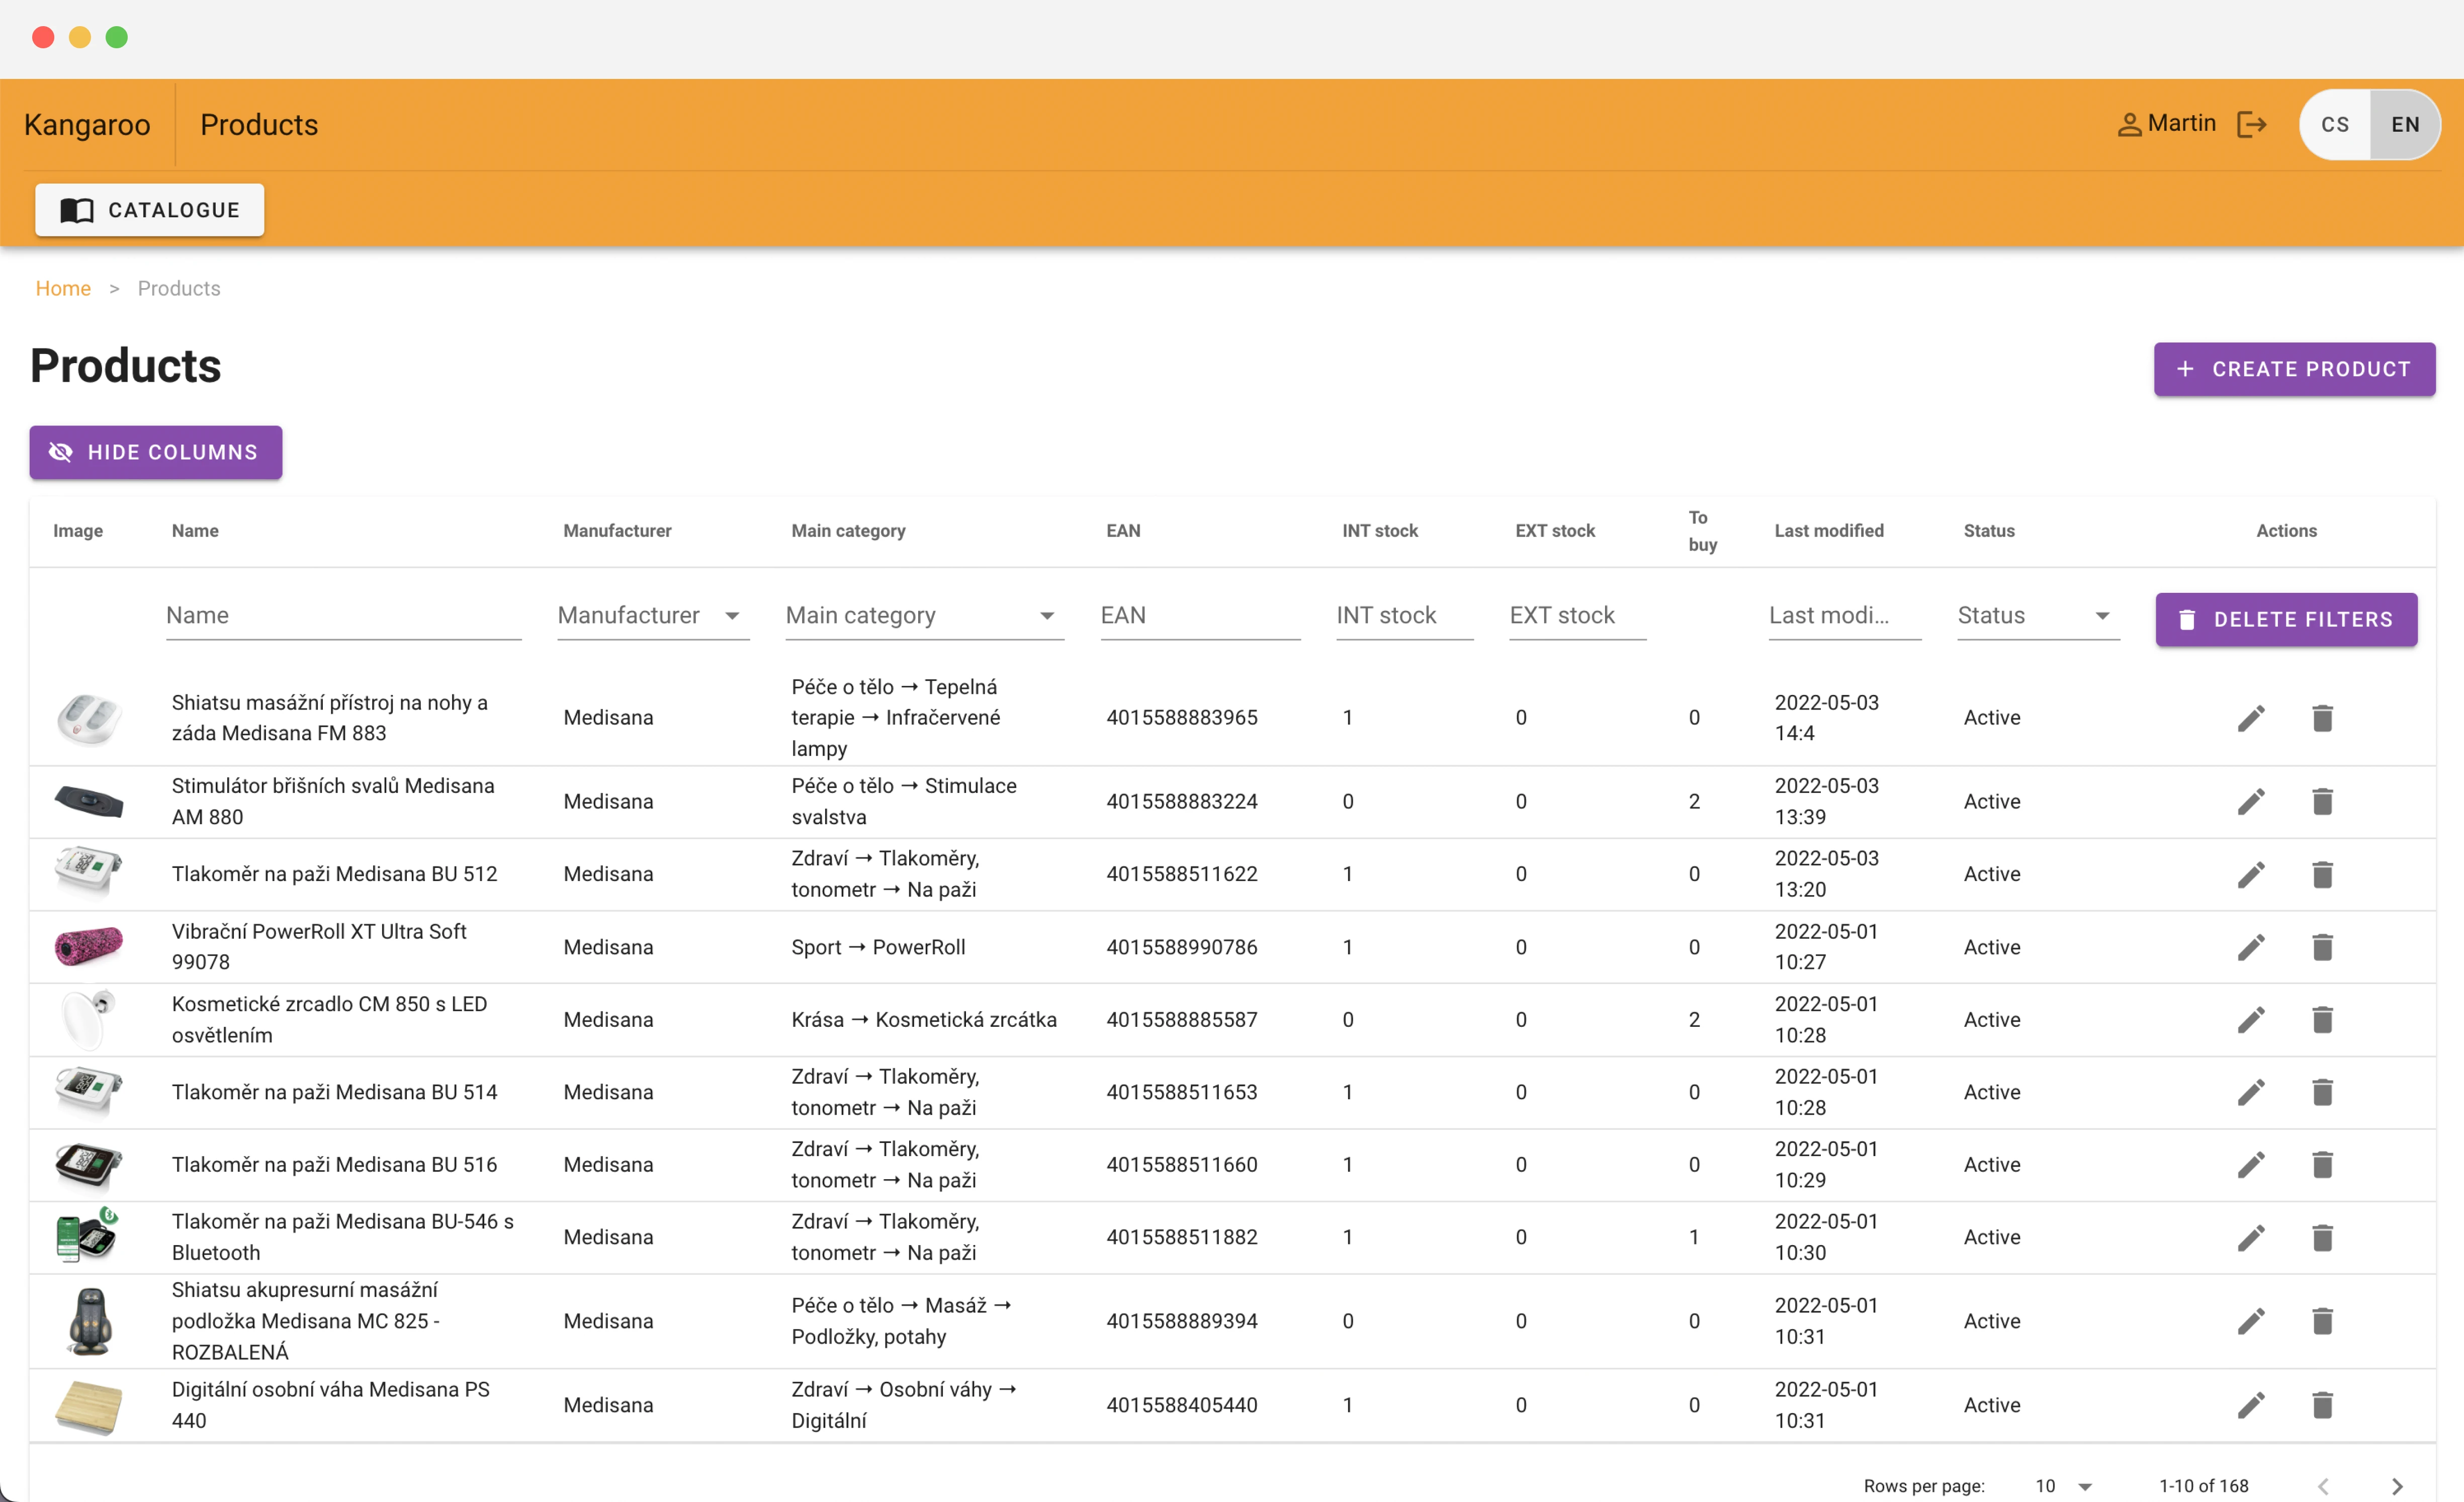 Kangaroo
Products
Martin
CS
EN
CATALOGUE
Home > Products
Products
+ CREATE PRODUCT
HIDE COLUMNS
Image Name Manufacturer Main category EAN INT stock EXT stock To buy Last modified Status Actions
Name Manufacturer Main category EAN INT stock EXT stock Last modi... Status DELETE FILTERS
Shiatsu masážní přístroj na nohy a
záda Medisana FM 883
Medisana
Péče o tělo → Tepelná
terapie → Infračervené
lampy
4015588883965
1
0
0
2022-05-03
14:4
Active
Stimulátor břišních svalů Medisana
AM 880
Medisana
Péče o tělo → Stimulace
svalstva
4015588883224
0
0
2
2022-05-03
13:39
Active
Tlakoměr na paži Medisana BU 512
Medisana
Zdraví → Tlakoměry,
tonometr → Na paži
4015588511622
1
0
0
2022-05-03
13:20
Active
Vibrační PowerRoll XT Ultra Soft
99078
Medisana
Sport → PowerRoll
4015588990786
1
0
0
2022-05-01
10:27
Active
Kosmetické zrcadlo CM 850 s LED
osvětlením
Medisana
Krása → Kosmetická zrcátka
4015588885587
0
0
2
2022-05-01
10:28
Active
Tlakoměr na paži Medisana BU 514
Medisana
Zdraví → Tlakoměry,
tonometr → Na paži
4015588511653
1
0
0
2022-05-01
10:28
Active
Tlakoměr na paži Medisana BU 516
Medisana
Zdraví → Tlakoměry,
tonometr → Na paži
4015588511660
1
0
0
2022-05-01
10:29
Active
Tlakoměr na paži Medisana BU-546 s
Bluetooth
Medisana
Zdraví → Tlakoměry,
tonometr → Na paži
4015588511882
1
0
1
2022-05-01
10:30
Active
Shiatsu akupresurní masážní
podložka Medisana MC 825 -
ROZBALENÁ
Medisana
Péče o tělo → Masáž →
Podložky, potahy
4015588889394
0
0
0
2022-05-01
10:31
Active
Digitální osobní váha Medisana PS
440
Medisana
Zdraví → Osobní váhy →
Digitální
4015588405440
1
0
0
2022-05-01
10:31
Active
Rows per page: 10 1-10 of 168